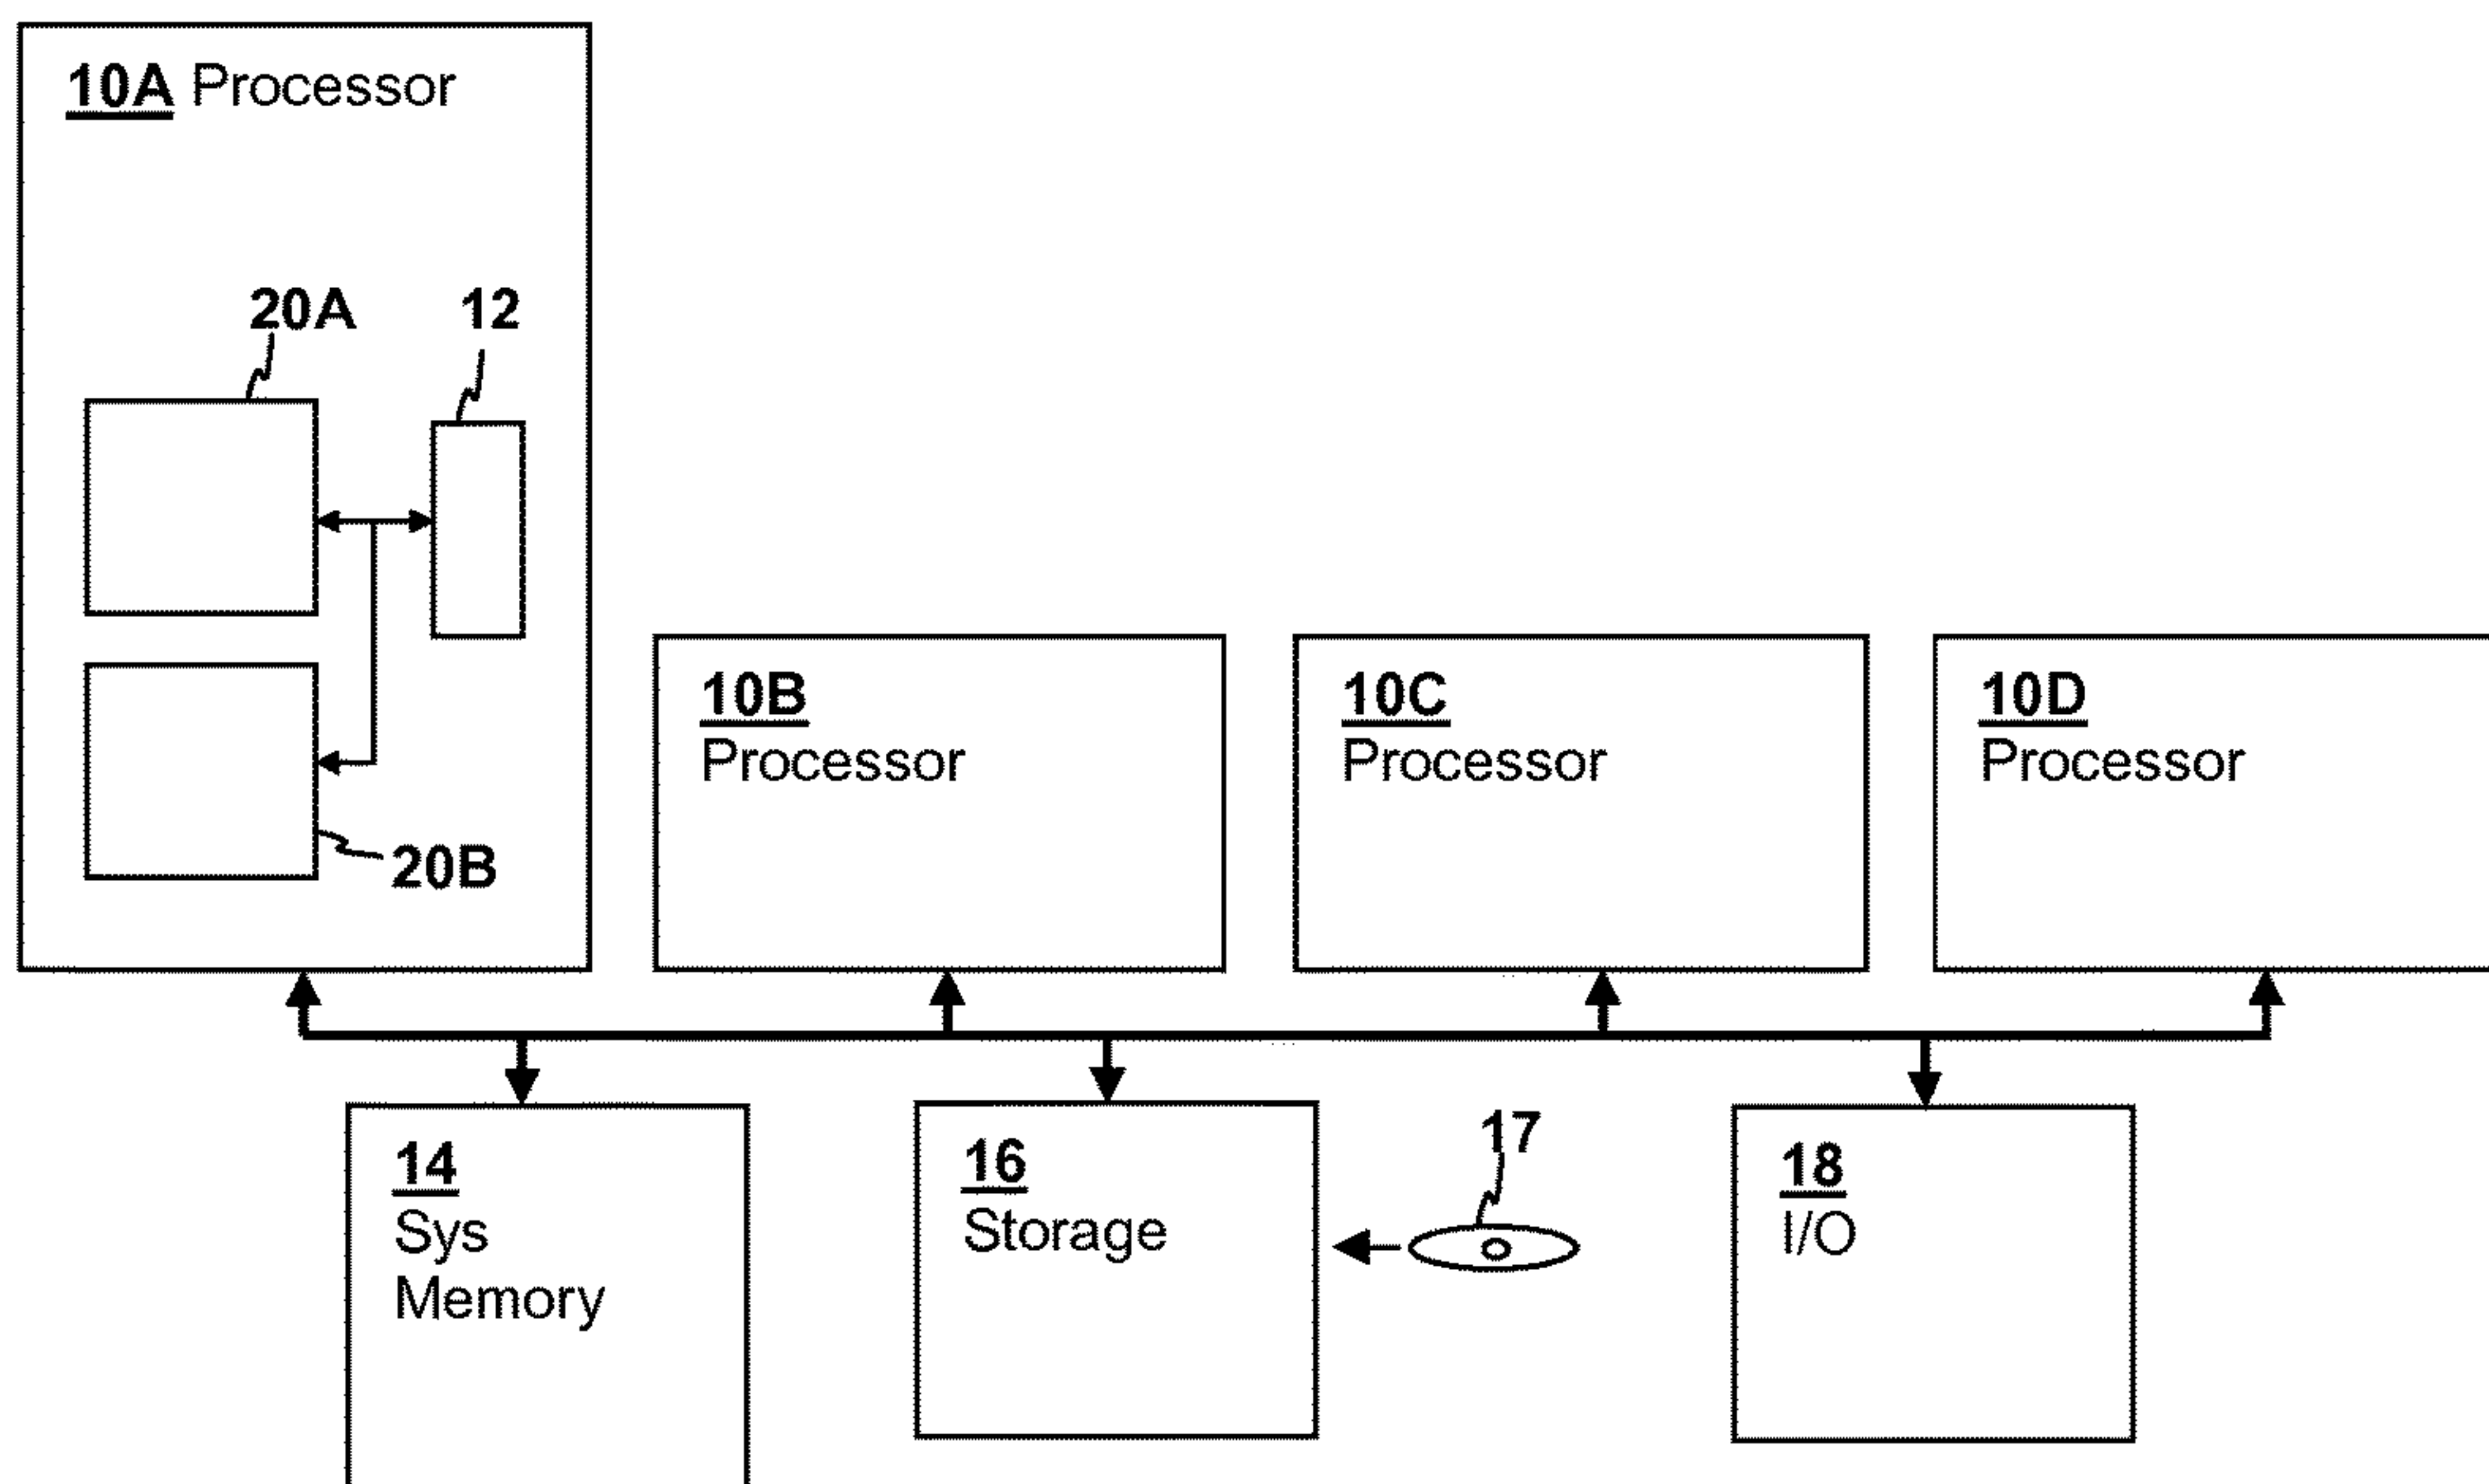 10A Processor
20A
12
20B
10B
Processor
10C
Processor
10D
Processor
14
Sys
Memory
16
Storage
17
18
I/O